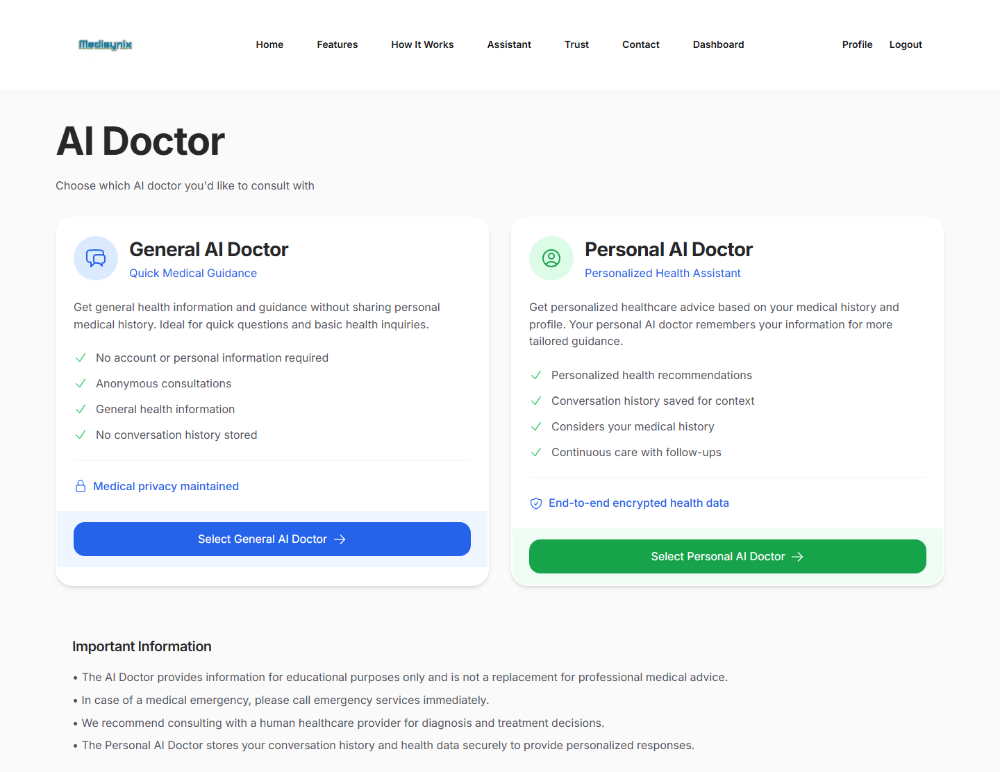 Medisynix
Home Features How It Works Assistant Trust Contact Dashboard Profile Logout
AI Doctor
Choose which AI doctor you'd like to consult with
General AI Doctor
Quick Medical Guidance
Get general health information and guidance without sharing personal
medical history. Ideal for quick questions and basic health inquiries.
No account or personal information required
Anonymous consultations
General health information
No conversation history stored
Medical privacy maintained
Select General AI Doctor →
Personal AI Doctor
Personalized Health Assistant
Get personalized healthcare advice based on your medical history and
profile. Your personal AI doctor remembers your information for more
tailored guidance.
Personalized health recommendations
Conversation history saved for context
Considers your medical history
Continuous care with follow-ups
End-to-end encrypted health data
Select Personal AI Doctor →
Important Information
• The AI Doctor provides information for educational purposes only and is not a replacement for professional medical advice.
• In case of a medical emergency, please call emergency services immediately.
• We recommend consulting with a human healthcare provider for diagnosis and treatment decisions.
• The Personal AI Doctor stores your conversation history and health data securely to provide personalized responses.